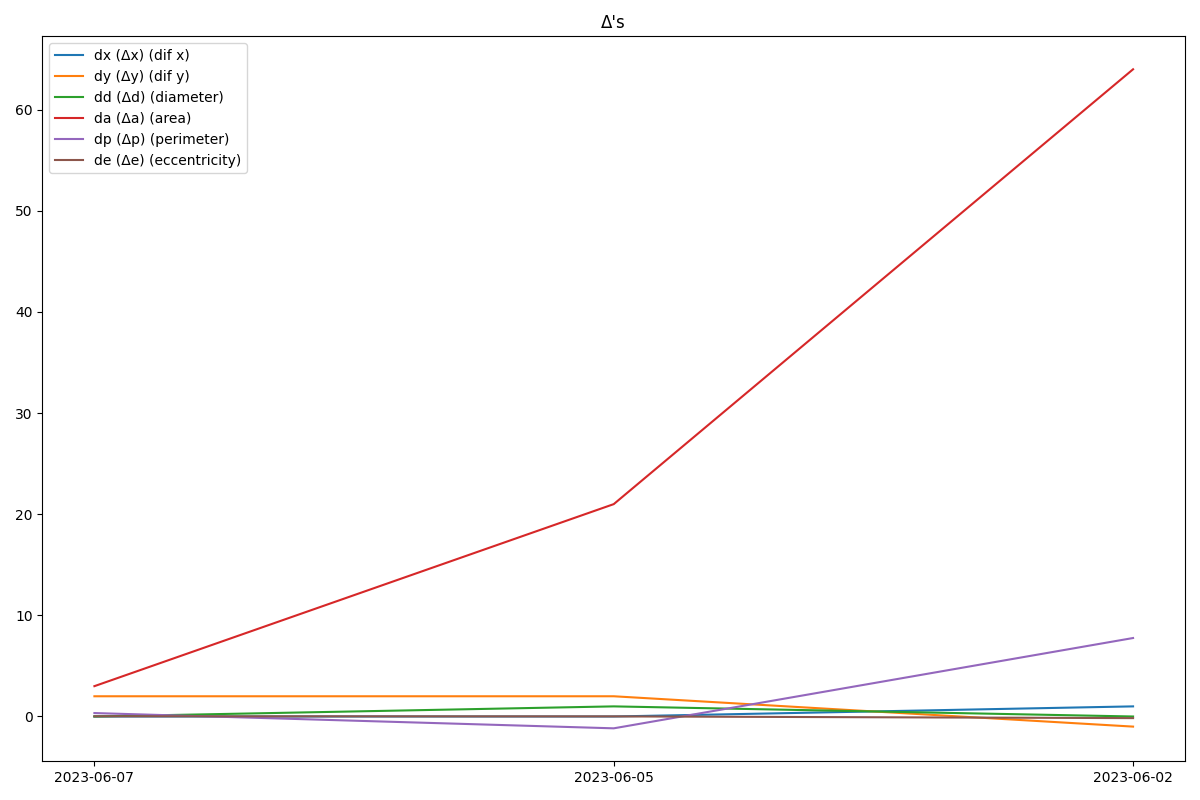 Δ's
dx (Δx) (dif x)
dy (Δy) (dif y)
dd (Δd) (diameter)
da (Δa) (area)
dp (Δp) (perimeter)
de (Δe) (eccentricity)
60
50
40
30
20
10
0
2023-06-07 2023-06-05 2023-06-02